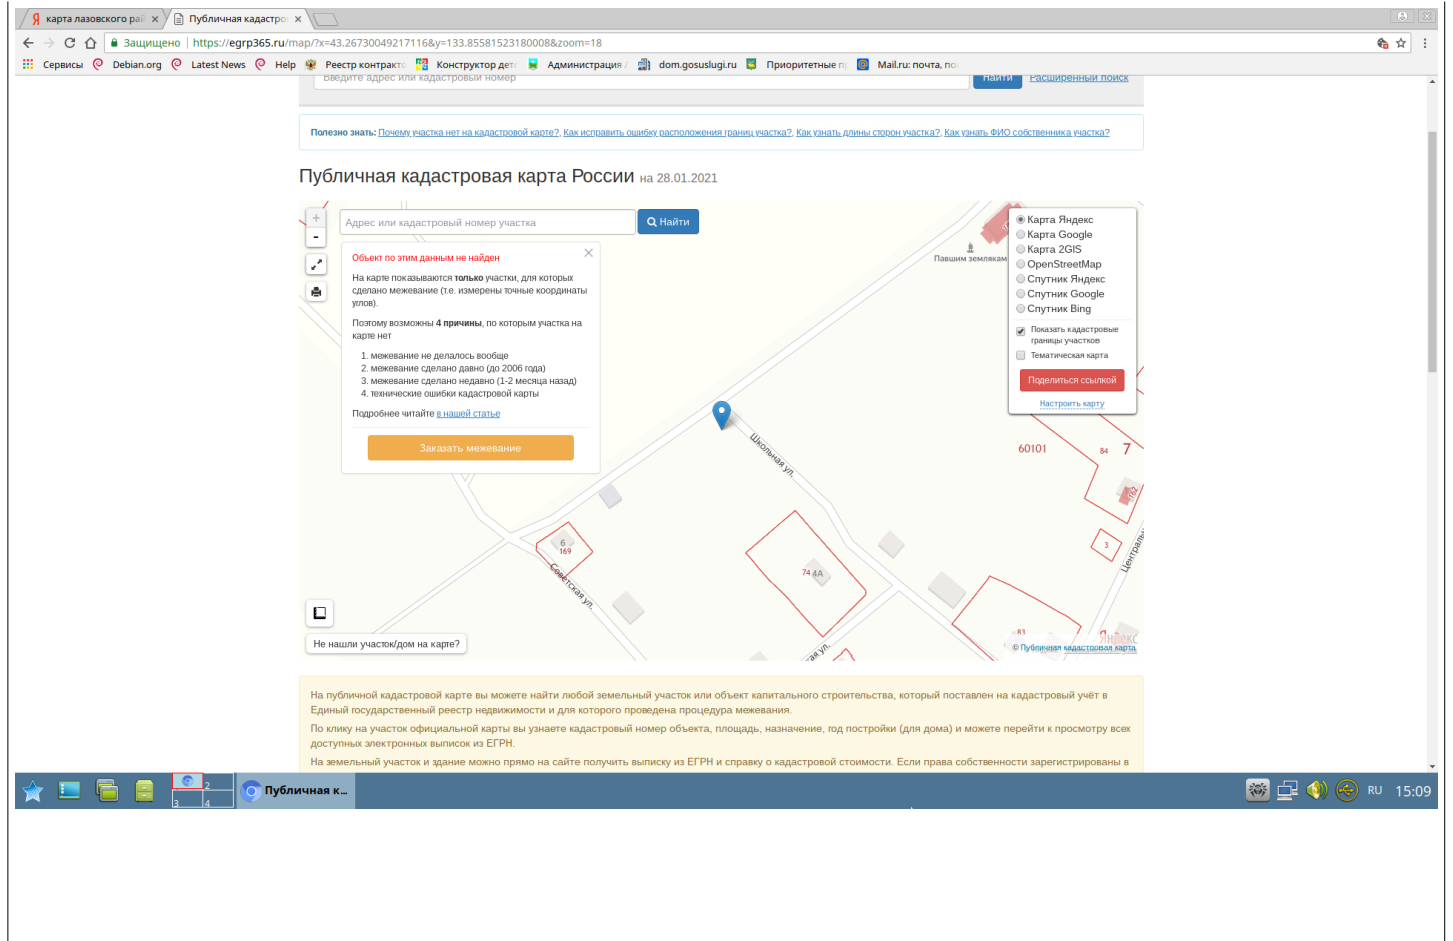 карта лазовского рай
Публичная кадастро
Защищено https://egrp365.ru/map/?x=43.26730049217116&y=133.85581523180008&zoom=18
Сервисы Debian.org Latest News Help Реестр контракто Конструктор дет Администрация dom.gosuslugi.ru Приоритетные п Mail.ru: почта, по
Введите адрес или кадастровый номер Найти Расширенный поиск
Полезно знать: Почему участка нет на кадастровой карте?, Как исправить ошибку расположения границ участка?, Как узнать длины сторон участка?, Как узнать ФИО собственника участка?
Публичная кадастровая карта России на 28.01.2021
+
-
Адрес или кадастровый номер участка Найти
Объект по этим данным не найден
На карте показываются только участки, для которых
сделано межевание (т.е. измерены точные координаты
углов).
Поэтому возможны 4 причины, по которым участка на
карте нет
1. межевание не делалось вообще
2. межевание сделано давно (до 2006 года)
3. межевание сделано недавно (1-2 месяца назад)
4. технические ошибки кадастровой карты
Подробнее читайте в нашей статье
Заказать межевание
Павшим землякам
Карта Яндекс
Карта Google
Карта 2GIS
OpenStreetMap
Спутник Яндекс
Спутник Google
Спутник Bing
Показать кадастровые
границы участков
Тематическая карта
Поделиться ссылкой
Настроить карту
Школьная ул.
60101
84 7
162
3
Централь
6
169
Советская ул.
74 4А
83
ская ул.
Яндекс
© Публичная кадастровая карта
Не нашли участок/дом на карте?
На публичной кадастровой карте вы можете найти любой земельный участок или объект капитального строительства, который поставлен на кадастровый учёт в
Единый государственный реестр недвижимости и для которого проведена процедура межевания.
По клику на участок официальной карты вы узнаете кадастровый номер объекта, площадь, назначение, год постройки (для дома) и можете перейти к просмотру всех
доступных электронных выписок из ЕГРН.
На земельный участок и здание можно прямо на сайте получить выписку из ЕГРН и справку о кадастровой стоимости. Если права собственности зарегистрированы в
2
3 4
Публичная к... RU 15:09